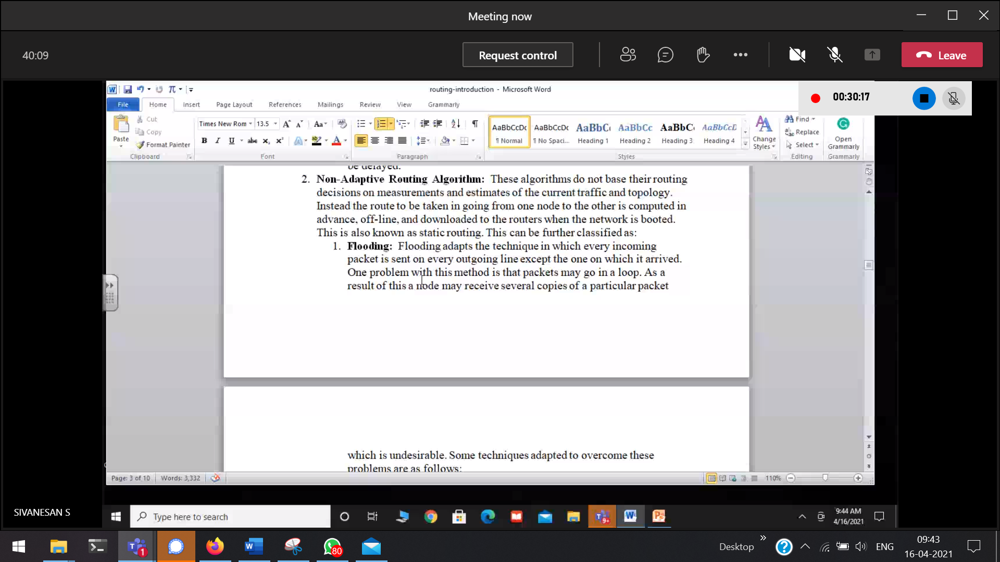 Meeting now
40:09
Request control
Leave
routing-introduction - Microsoft Word
00:30:17
File Home Insert Page Layout References Mailings Review View Grammarly
Paste
Cut
Copy
Format Painter
Clipboard
Times New Rom 13.5
Font
Paragraph
AaBbCcDc AaBbCcDc AaBbC AaBbCc AaBbC AaBbCcD
¶ Normal ¶ No Spaci... Heading 1 Heading 2 Heading 3 Heading 4
Change Styles
Styles
Find
Replace
Select
Editing
Open Grammarly
Grammarly
be delayed.
2. Non-Adaptive Routing Algorithm: These algorithms do not base their routing
decisions on measurements and estimates of the current traffic and topology.
Instead the route to be taken in going from one node to the other is computed in
advance, off-line, and downloaded to the routers when the network is booted.
This is also known as static routing. This can be further classified as:
1. Flooding: Flooding adapts the technique in which every incoming
packet is sent on every outgoing line except the one on which it arrived.
One problem with this method is that packets may go in a loop. As a
result of this a node may receive several copies of a particular packet
which is undesirable. Some techniques adapted to overcome these
problems are as follows:
Page: 3 of 10 Words: 3,332
110%
SIVANESAN S
Type here to search
9+
9:44 AM
4/16/2021
1
80
Desktop
ENG
09:43
16-04-2021